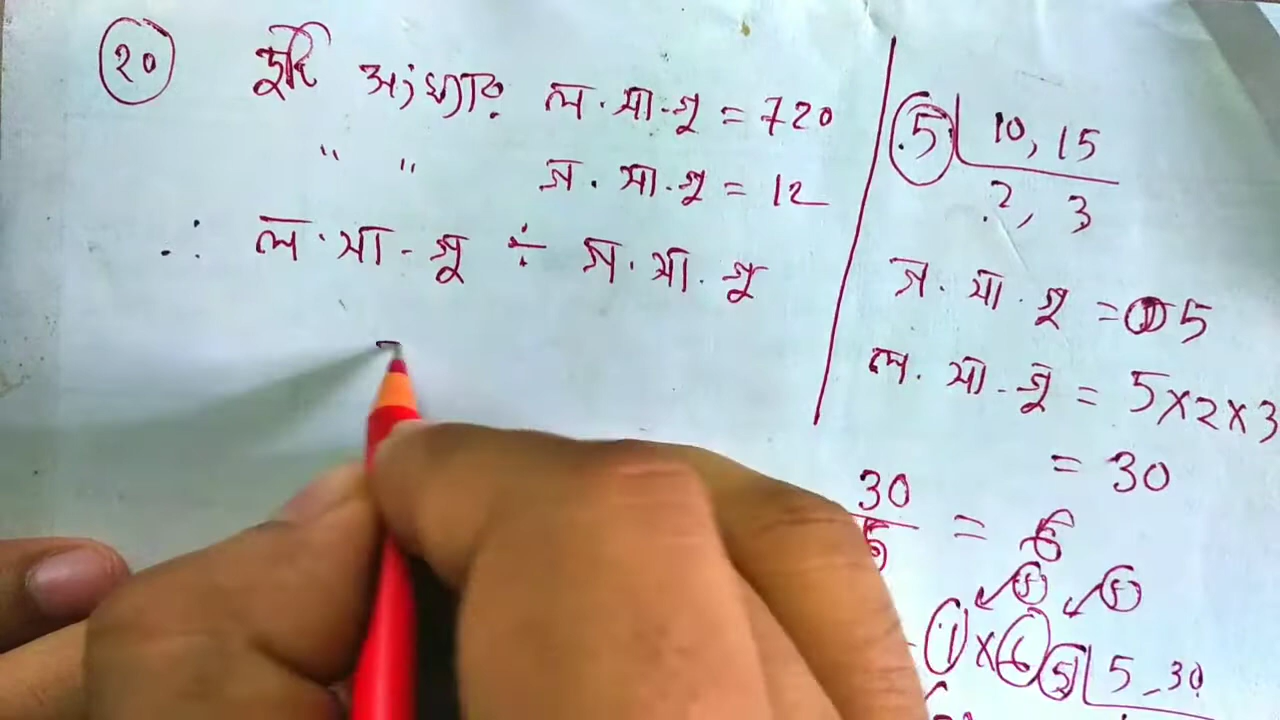 20 দুটি সংখ্যার ল.সা.গু = 720
" " গ.সা.গু = 12
∴ ল.সা.গু ÷ গ.সা.গু
5 | 10, 15
2, 3
গ.সা.গু = 5
ল.সা.গু = 5×2×3
= 30
30/5 = 6
1 × 6
5 | 5, 30